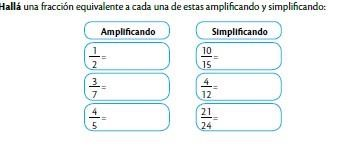 Hallá una fracción equivalente a cada una de estas amplificando y simplificando:
Amplificando
1/2 =
3/7 =
4/5 =
Simplificando
10/15 =
4/12 =
21/24 =